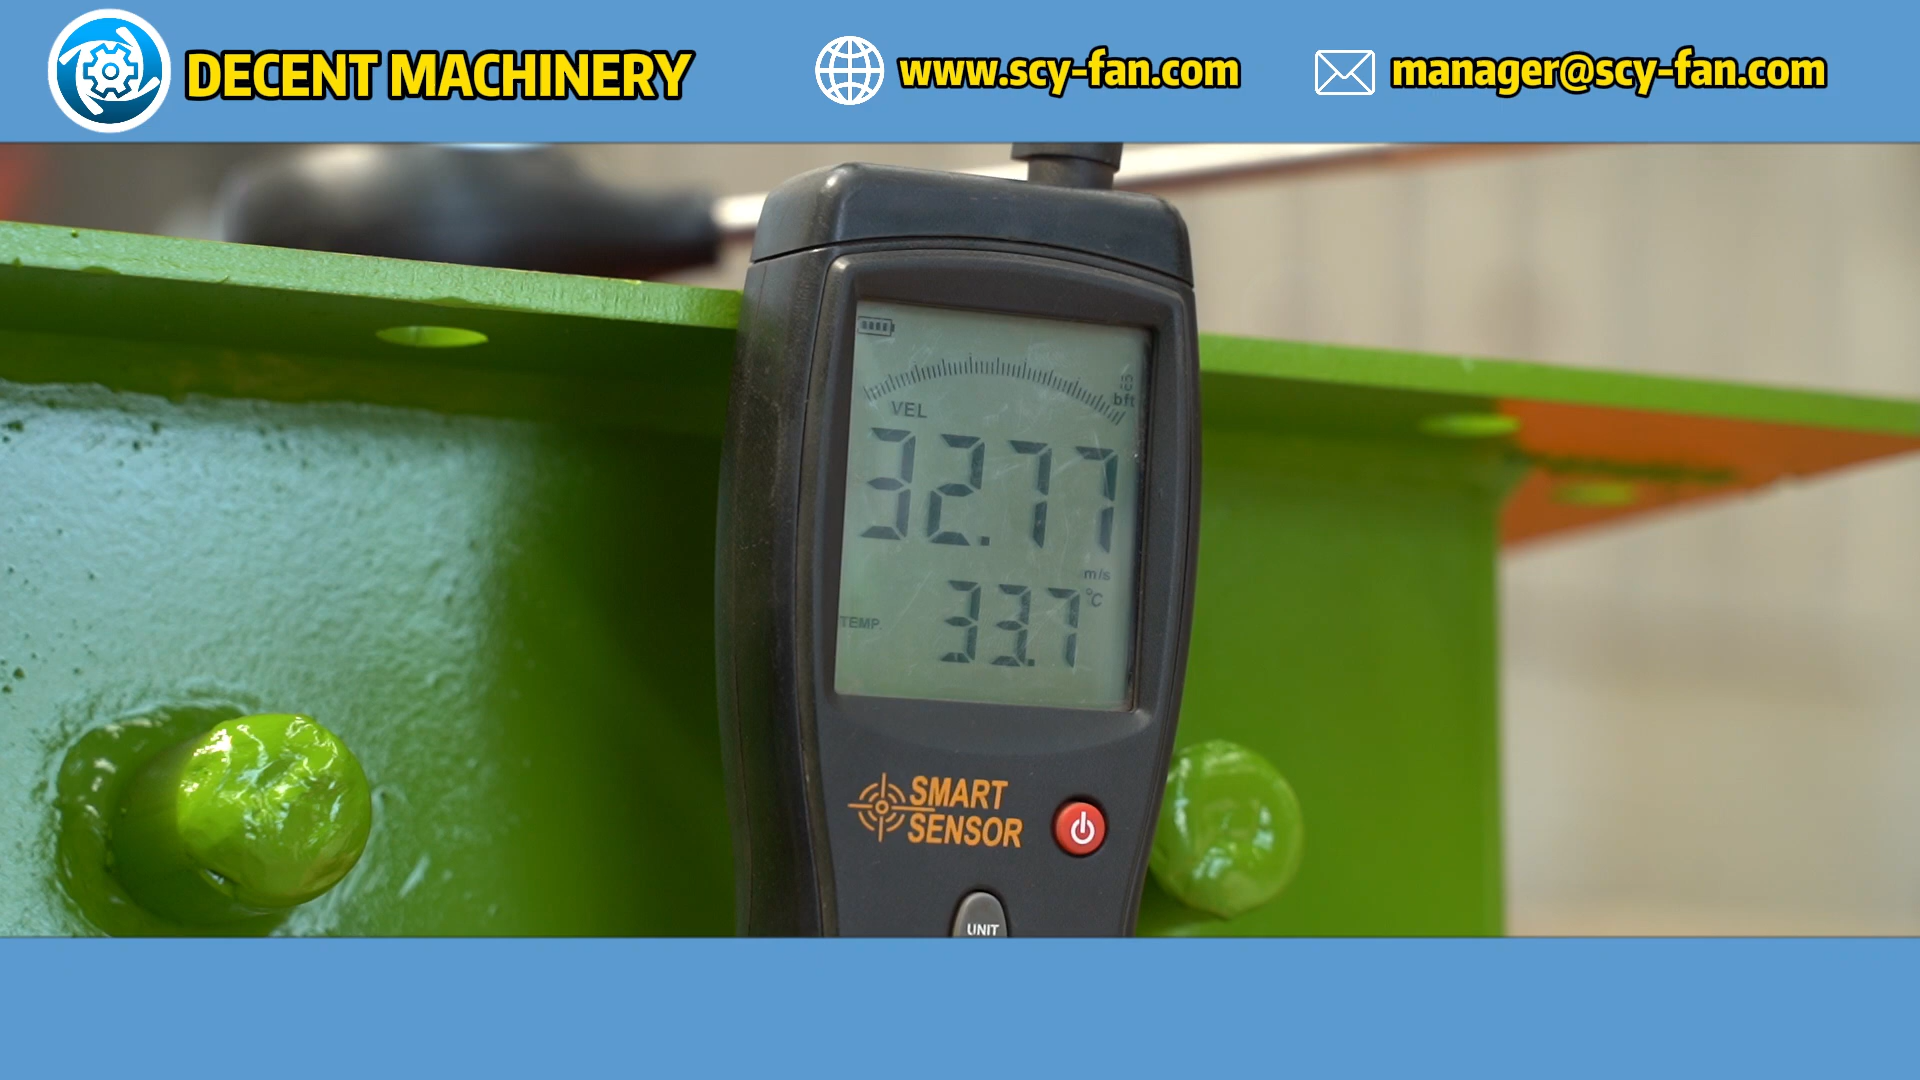 DECENT MACHINERY
www.scy-fan.com
manager@scy-fan.com
bft
VEL
32.77
m/s
°C
TEMP.
33.7
SMART
SENSOR
UNIT